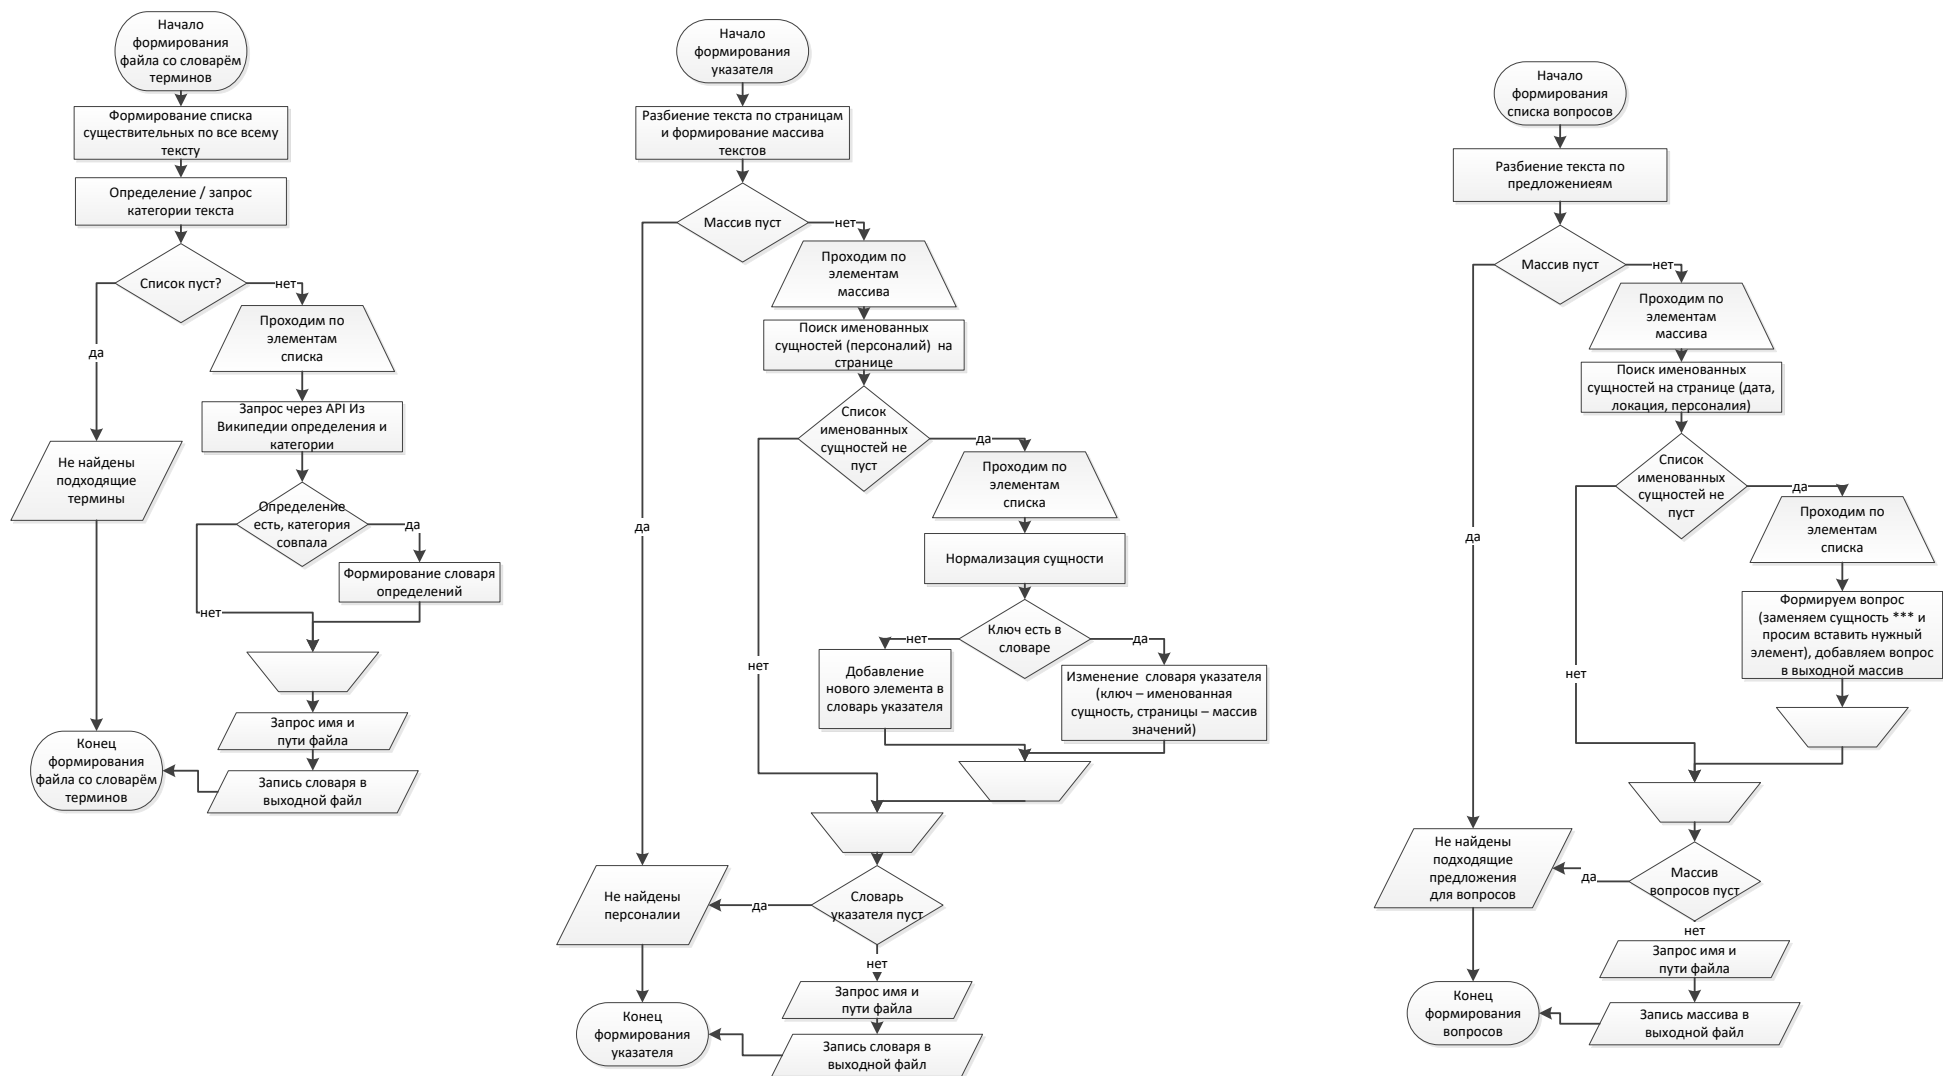 Начало
формирования
файла со словарём
терминов
Формирование списка
существительных по все всему
тексту
Определение / запрос
категории текста
Список пуст?
нет
да
Проходим по
элементам
списка
Запрос через API Из
Википедии определения и
категории
Не найдены
подходящие
термины
Определение
есть, категория
совпала
да
Формирование словаря
определений
нет
Запрос имя и
пути файла
Запись словаря в
выходной файл
Конец
формирования
файла со словарём
терминов
Начало
формирования
указателя
Разбиение текста по страницам
и формирование массива
текстов
Массив пуст
нет
да
Проходим по
элементам
массива
Поиск именованных
сущностей (персоналий) на
странице
Список
именованных
сущностей не
пуст
да
нет
Проходим по
элементам
списка
Нормализация сущности
Ключ есть в
словаре
нет
да
Добавление
нового элемента в
словарь указателя
Изменение словаря указателя
(ключ – именованная
сущность, страницы – массив
значений)
Словарь
указателя пуст
да
нет
Не найдены
персоналии
Запрос имя и
пути файла
Запись словаря в
выходной файл
Конец
формирования
указателя
Начало
формирования
списка вопросов
Разбиение текста по
предложениеям
Массив пуст
нет
да
Проходим по
элементам
массива
Поиск именованных
сущностей на странице (дата,
локация, персоналия)
Список
именованных
сущностей не
пуст
да
нет
Проходим по
элементам
списка
Формируем вопрос
(заменяем сущность *** и
просим вставить нужный
элемент), добавляем вопрос
в выходной массив
Массив
вопросов пуст
да
нет
Не найдены
подходящие
предложения
для вопросов
Запрос имя и
пути файла
Запись массива в
выходной файл
Конец
формирования
вопросов